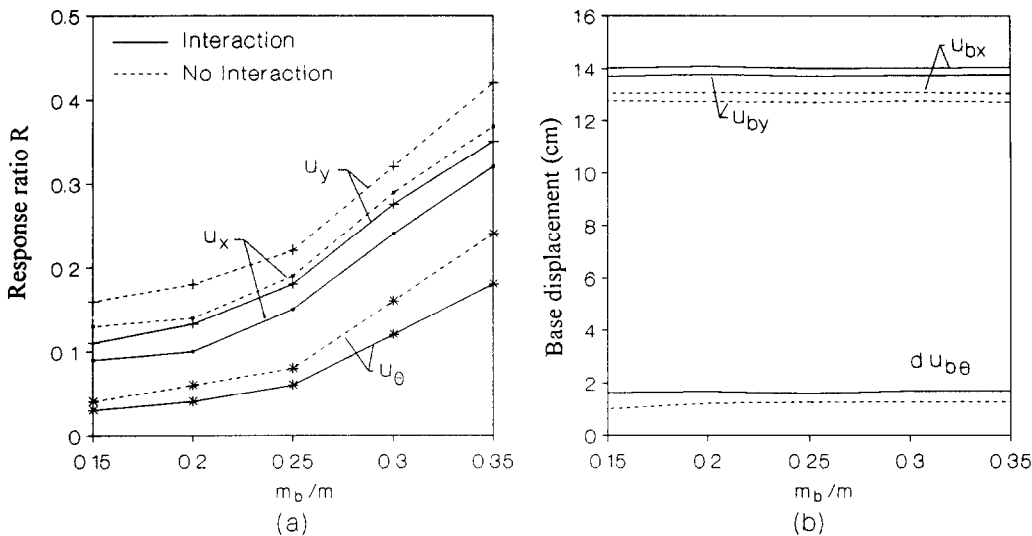 Response ratio R
0.5
0.4
0.3
0.2
0.1
0
Interaction
No Interaction
u_y
u_x
u_θ
0.15 0.2 0.25 0.3 0.35
m_b/m
(a)
Base displacement (cm)
16
14
12
10
8
6
4
2
0
u_bx
u_by
d u_bθ
0.15 0.2 0.25 0.3 0.35
m_b/m
(b)